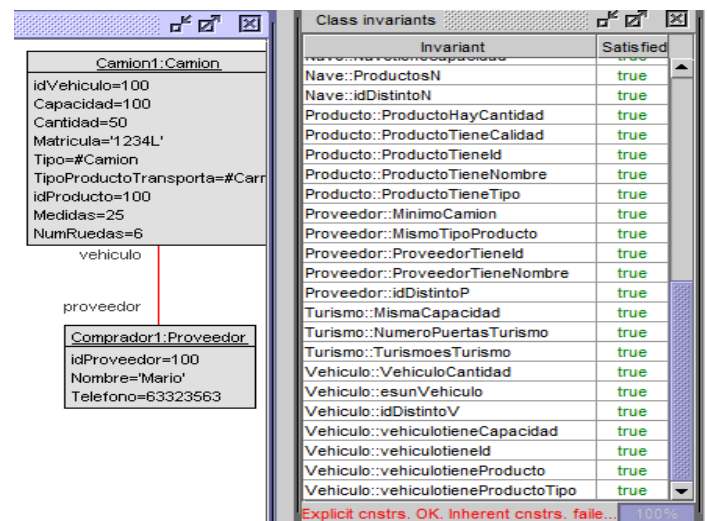 Camion1:Camion
idVehiculo=100
Capacidad=100
Cantidad=50
Matricula='1234L'
Tipo=#Camion
TipoProductoTransporta=#Carr
idProducto=100
Medidas=25
NumRuedas=6
vehiculo
proveedor
Comprador1:Proveedor
idProveedor=100
Nombre='Mario'
Telefono=63323563
Class invariants
Invariant Satisfied
Nave::ProductosN true
Nave::idDistintoN true
Producto::ProductoHayCantidad true
Producto::ProductoTieneCalidad true
Producto::ProductoTieneId true
Producto::ProductoTieneNombre true
Producto::ProductoTieneTipo true
Proveedor::MinimoCamion true
Proveedor::MismoTipoProducto true
Proveedor::ProveedorTieneId true
Proveedor::ProveedorTieneNombre true
Proveedor::idDistintoP true
Turismo::MismaCapacidad true
Turismo::NumeroPuertasTurismo true
Turismo::TurismoesTurismo true
Vehiculo::VehiculoCantidad true
Vehiculo::esunVehiculo true
Vehiculo::idDistintoV true
Vehiculo::vehiculotieneCapacidad true
Vehiculo::vehiculotieneId true
Vehiculo::vehiculotieneProducto true
Vehiculo::vehiculotieneProductoTipo true
Explicit cnstrs. OK. Inherent cnstrs. faile... 100%